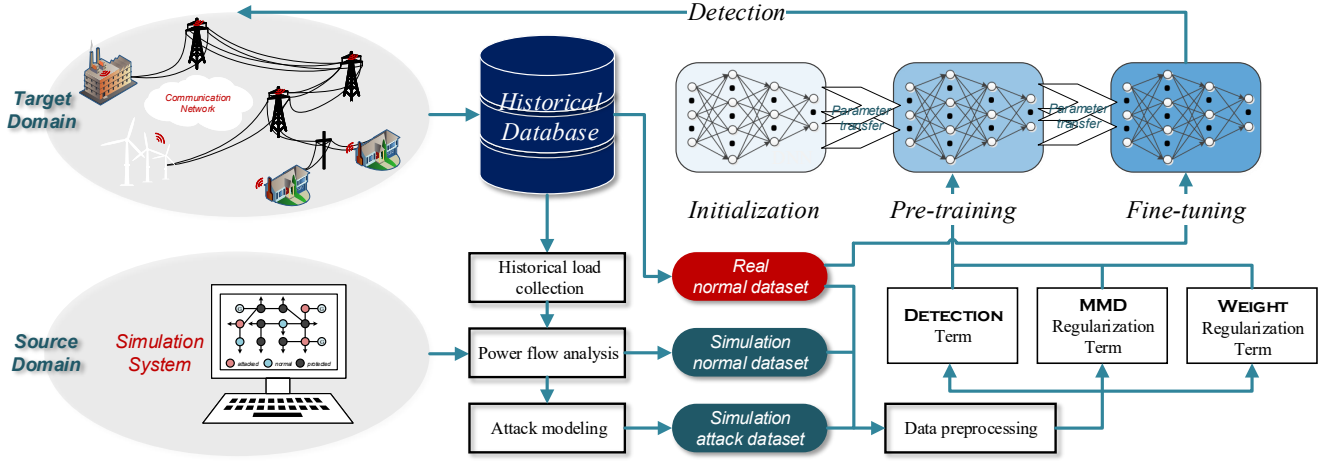 Detection
Target
Domain
Communication
Network
Historical
Database
Parameter
transfer
Parameter
transfer
Initialization
Pre-training
Fine-tuning
Historical load
collection
Real
normal dataset
Source
Domain
Simulation
System
attacked
normal
protected
Power flow analysis
Simulation
normal dataset
DETECTION
Term
MMD
Regularization
Term
WEIGHT
Regularization
Term
Attack modeling
Simulation
attack dataset
Data preprocessing